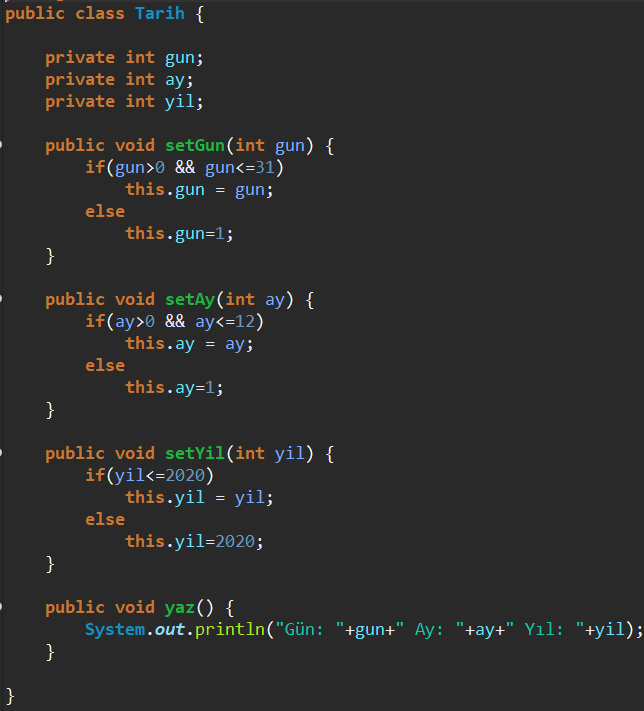 public class Tarih {
private int gun;
private int ay;
private int yil;
public void setGun(int gun) {
if(gun>0 && gun<=31)
this.gun = gun;
else
this.gun=1;
}
public void setAy(int ay) {
if(ay>0 && ay<=12)
this.ay = ay;
else
this.ay=1;
}
public void setYil(int yil) {
if(yil<=2020)
this.yil = yil;
else
this.yil=2020;
}
public void yaz() {
System.out.println("Gün: "+gun+" Ay: "+ay+" Yıl: "+yil);
}
}